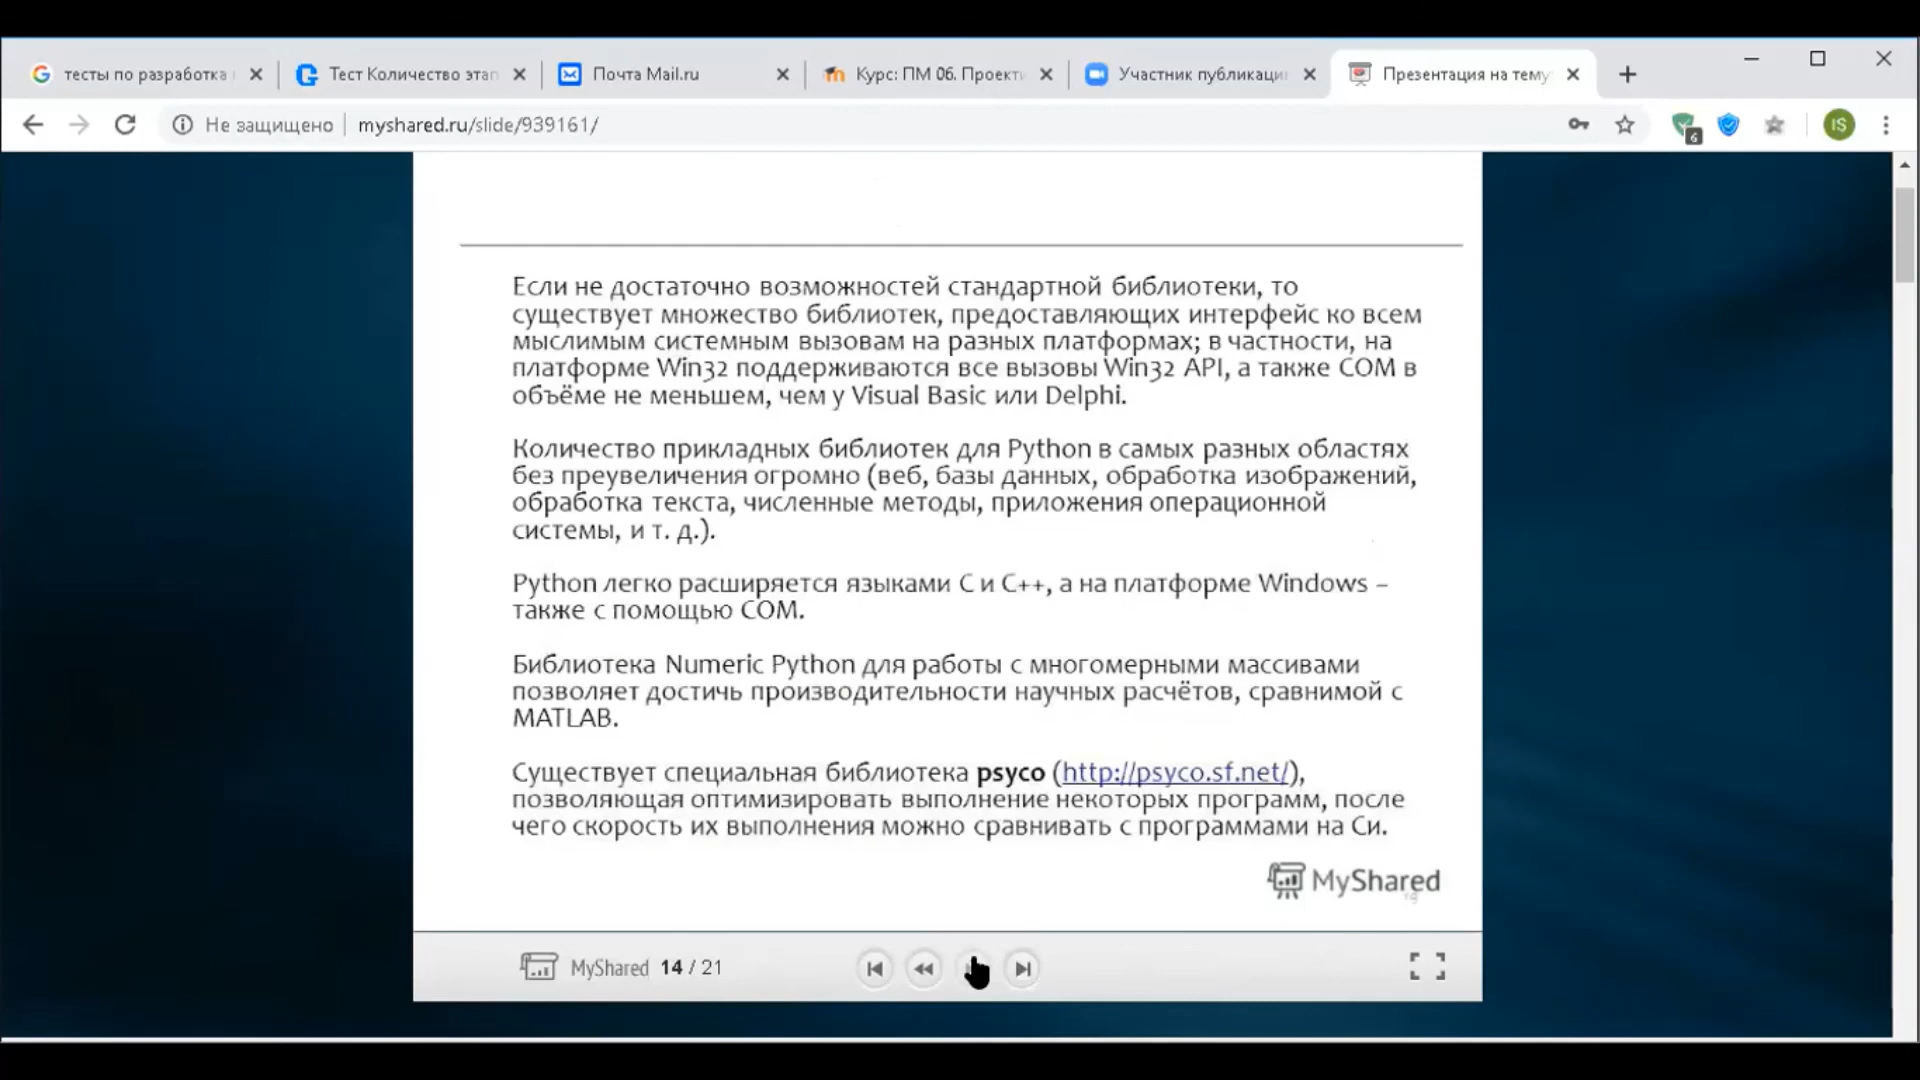 тесты по разработка
Тест Количество этап
Почта Mail.ru
Курс: ПМ 06. Проекти
Участник публикации
Презентация на тему
Не защищено
myshared.ru/slide/939161/
6
IS
Если не достаточно возможностей стандартной библиотеки, то
существует множество библиотек, предоставляющих интерфейс ко всем
мыслимым системным вызовам на разных платформах; в частности, на
платформе Win32 поддерживаются все вызовы Win32 API, а также COM в
объёме не меньшем, чем у Visual Basic или Delphi.
Количество прикладных библиотек для Python в самых разных областях
без преувеличения огромно (веб, базы данных, обработка изображений,
обработка текста, численные методы, приложения операционной
системы, и т. д.).
Python легко расширяется языками C и C++, а на платформе Windows –
также с помощью COM.
Библиотека Numeric Python для работы с многомерными массивами
позволяет достичь производительности научных расчётов, сравнимой с
MATLAB.
Существует специальная библиотека psyco (http://psyco.sf.net/),
позволяющая оптимизировать выполнение некоторых программ, после
чего скорость их выполнения можно сравнивать с программами на Си.
MyShared
MyShared 14 / 21